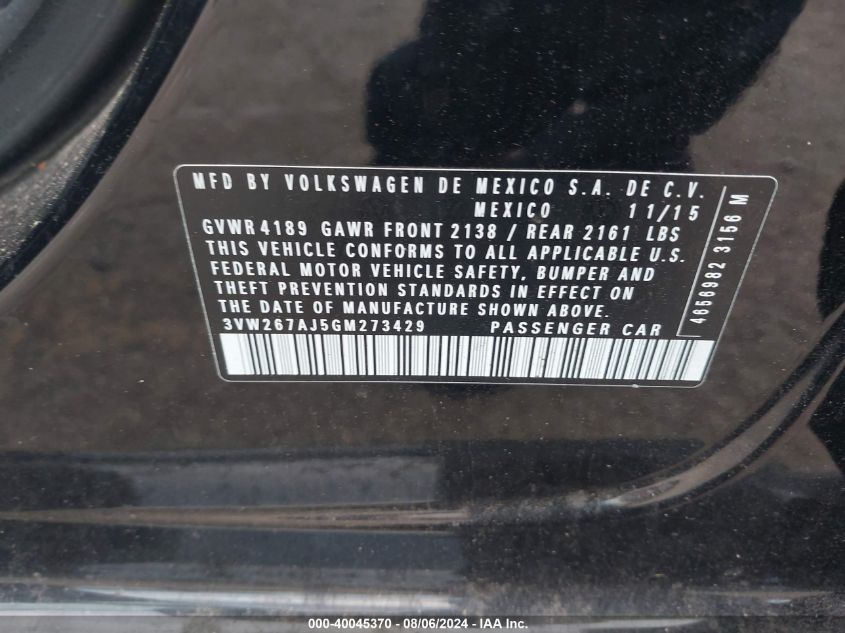 MFD BY VOLKSWAGEN DE MEXICO S.A. DE C.V.
MEXICO 11/15
GVWR 4189 GAWR FRONT 2138 / REAR 2161 LBS
THIS VEHICLE CONFORMS TO ALL APPLICABLE U.S.
FEDERAL MOTOR VEHICLE SAFETY, BUMPER AND
THEFT PREVENTION STANDARDS IN EFFECT ON
THE DATE OF MANUFACTURE SHOWN ABOVE.
3VW267AJ5GM273429 PASSENGER CAR
4656982 3156 M
000-40045370 - 08/06/2024 - IAA Inc.